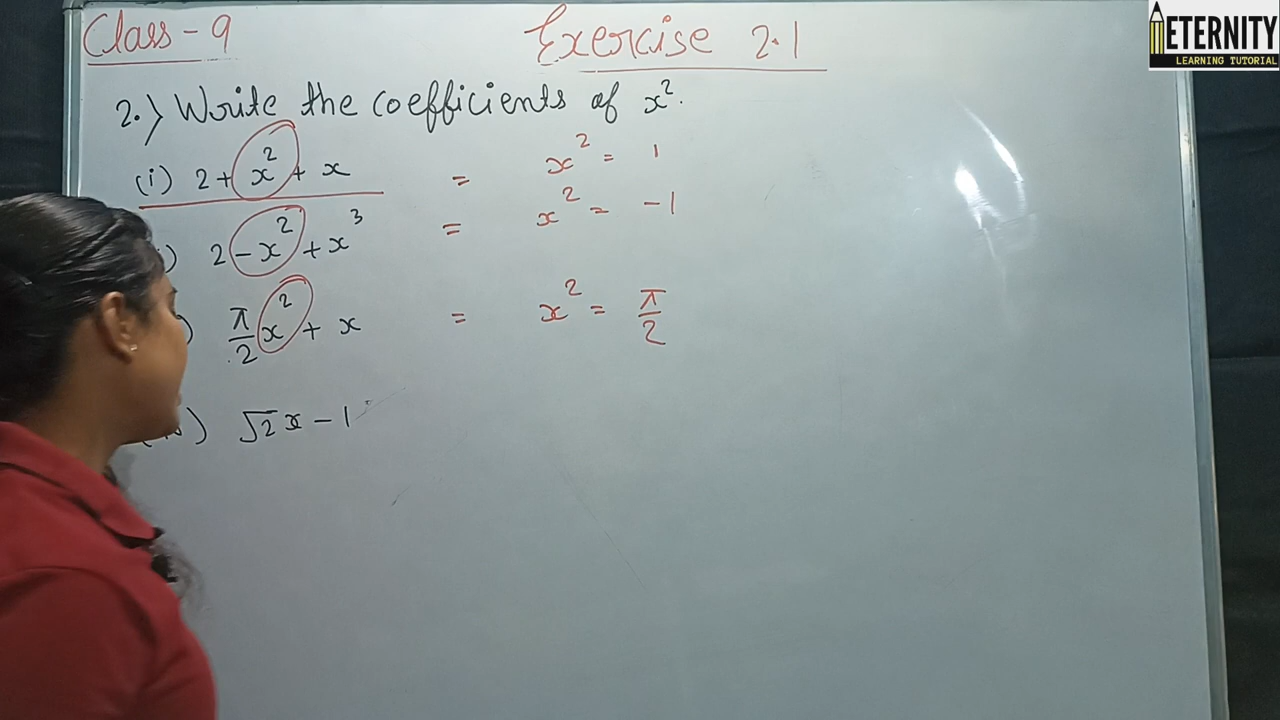 Class - 9
Exercise 2.1
ETERNITY
LEARNING TUTORIAL
2.) Write the coefficients of x².
(i) 2 + x² + x = x² = 1
) 2 - x² + x³ = x² = -1
) π/2 x² + x = x² = π/2
) √2x - 1